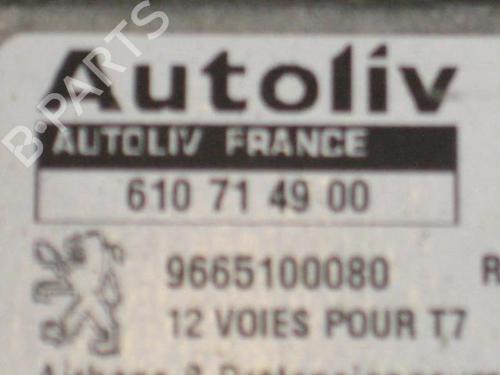 Autoliv
AUTOLIV FRANCE
610 71 49 00
9665100080 R
12 VOIES POUR T7
B-PARTS